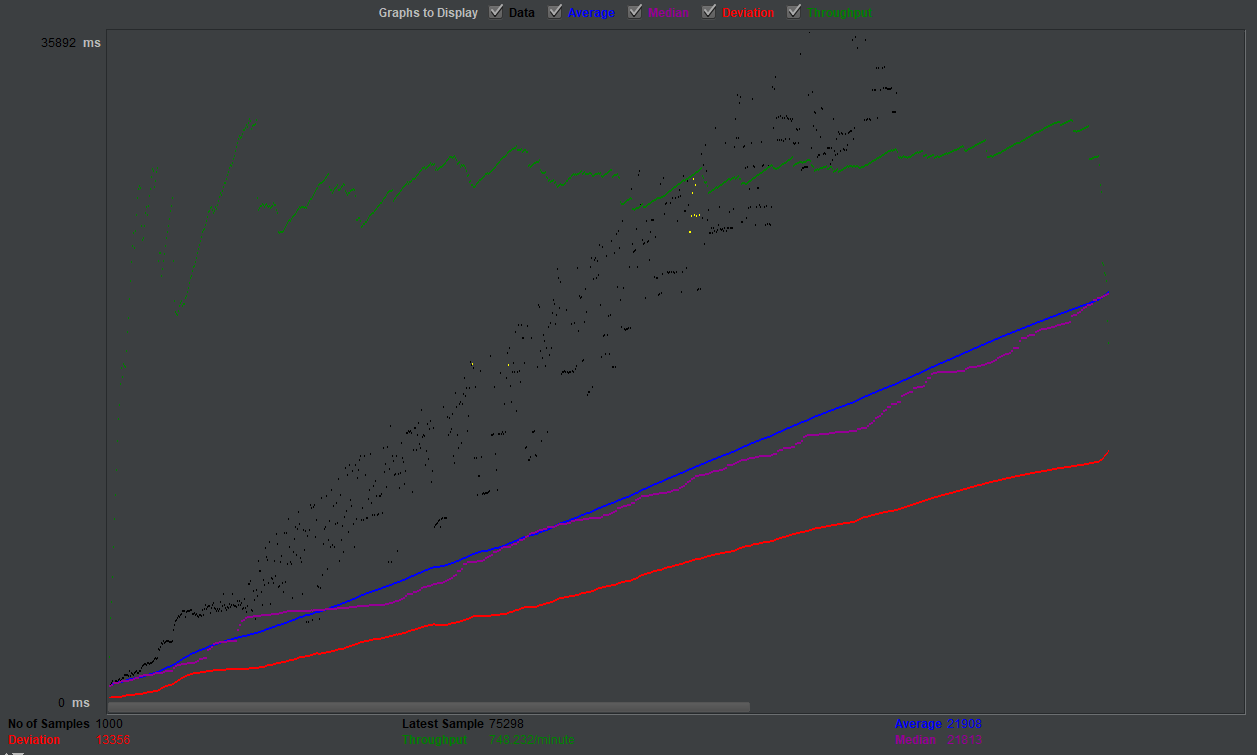 Graphs to Display Data Average Median Deviation Throughput
35892 ms
0 ms
No of Samples 1000 Latest Sample 75298 Average 21908
Deviation 13356 Throughput 748.232/minute Median